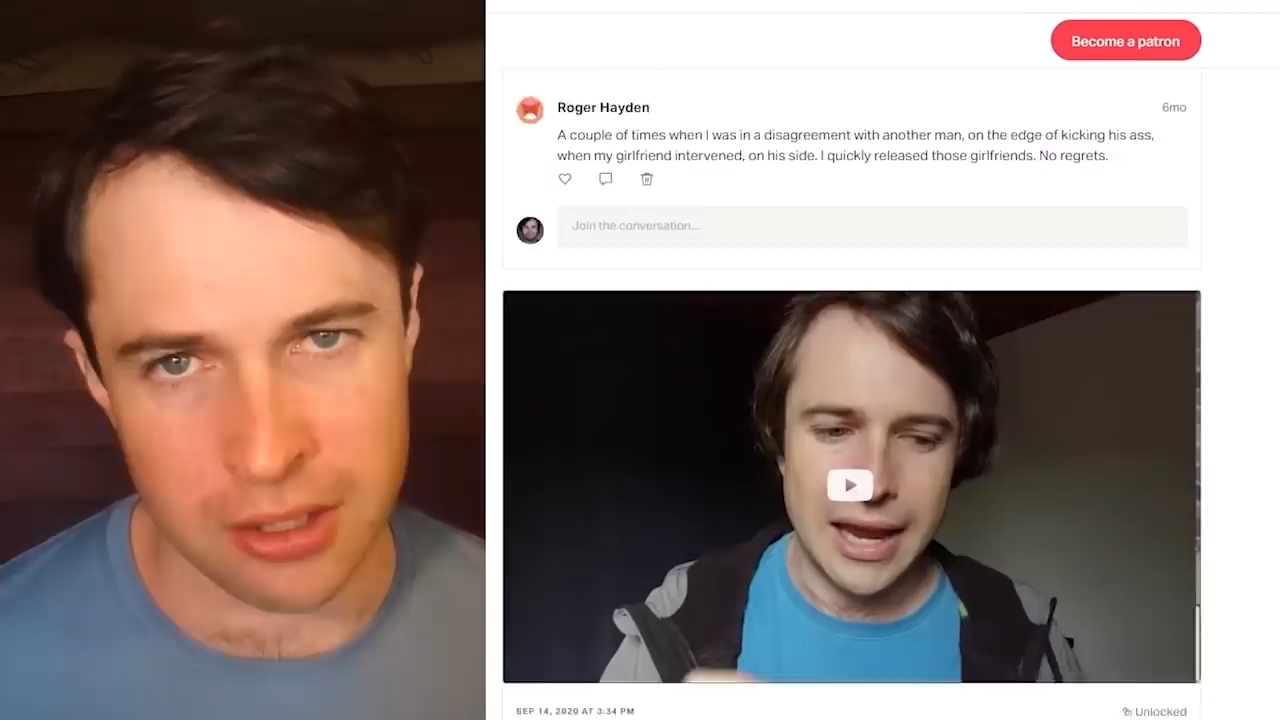 Become a patron
Roger Hayden
6mo
A couple of times when I was in a disagreement with another man, on the edge of kicking his ass,
when my girlfriend intervened, on his side. I quickly released those girlfriends. No regrets.
Join the conversation...
SEP 14, 2020 AT 3:34 PM
Unlocked